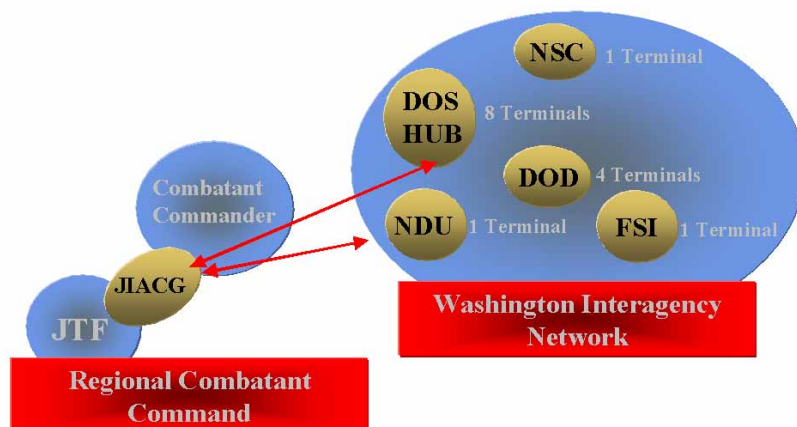 NSC
1 Terminal
DOS
HUB
8 Terminals
DOD
4 Terminals
NDU
1 Terminal
FSI
1 Terminal
Combatant
Commander
JIACG
JTF
Washington Interagency
Network
Regional Combatant
Command